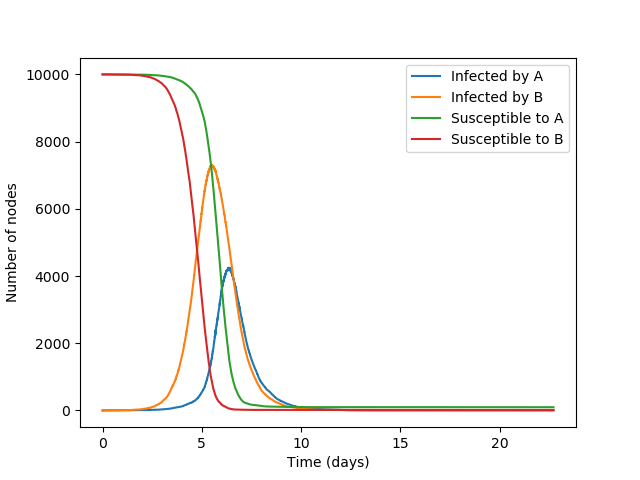 Infected by A
Infected by B
Susceptible to A
Susceptible to B
10000
8000
6000
4000
2000
0
Number of nodes
0 5 10 15 20
Time (days)